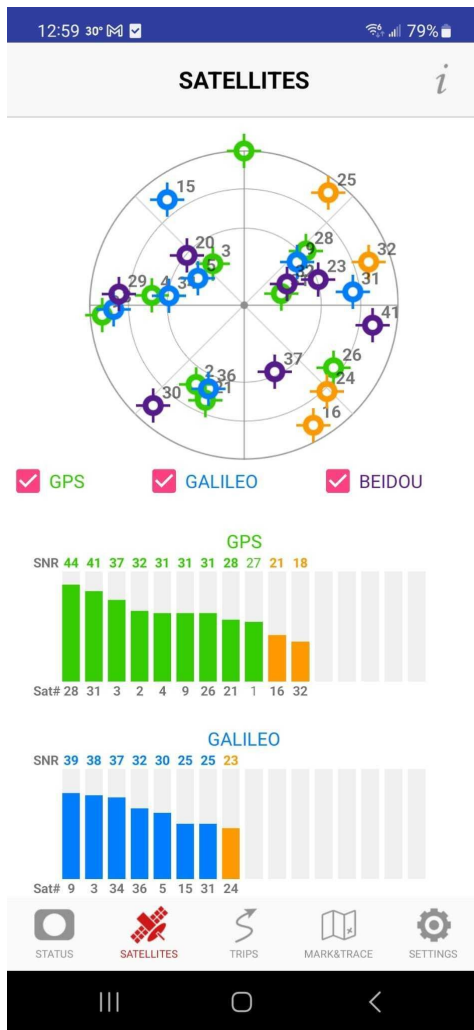 12:59 30° 79%
SATELLITES i
25
15
28
9
20
3
32
5
23
31
29
4
34
41
26
37
2
36
24
21
30
16
GPS GALILEO BEIDOU
GPS
SNR 44 41 37 32 31 31 31 28 27 21 18
Sat# 28 31 3 2 4 9 26 21 1 16 32
GALILEO
SNR 39 38 37 32 30 25 25 23
Sat# 9 3 34 36 5 15 31 24
STATUS SATELLITES TRIPS MARK&TRACE SETTINGS